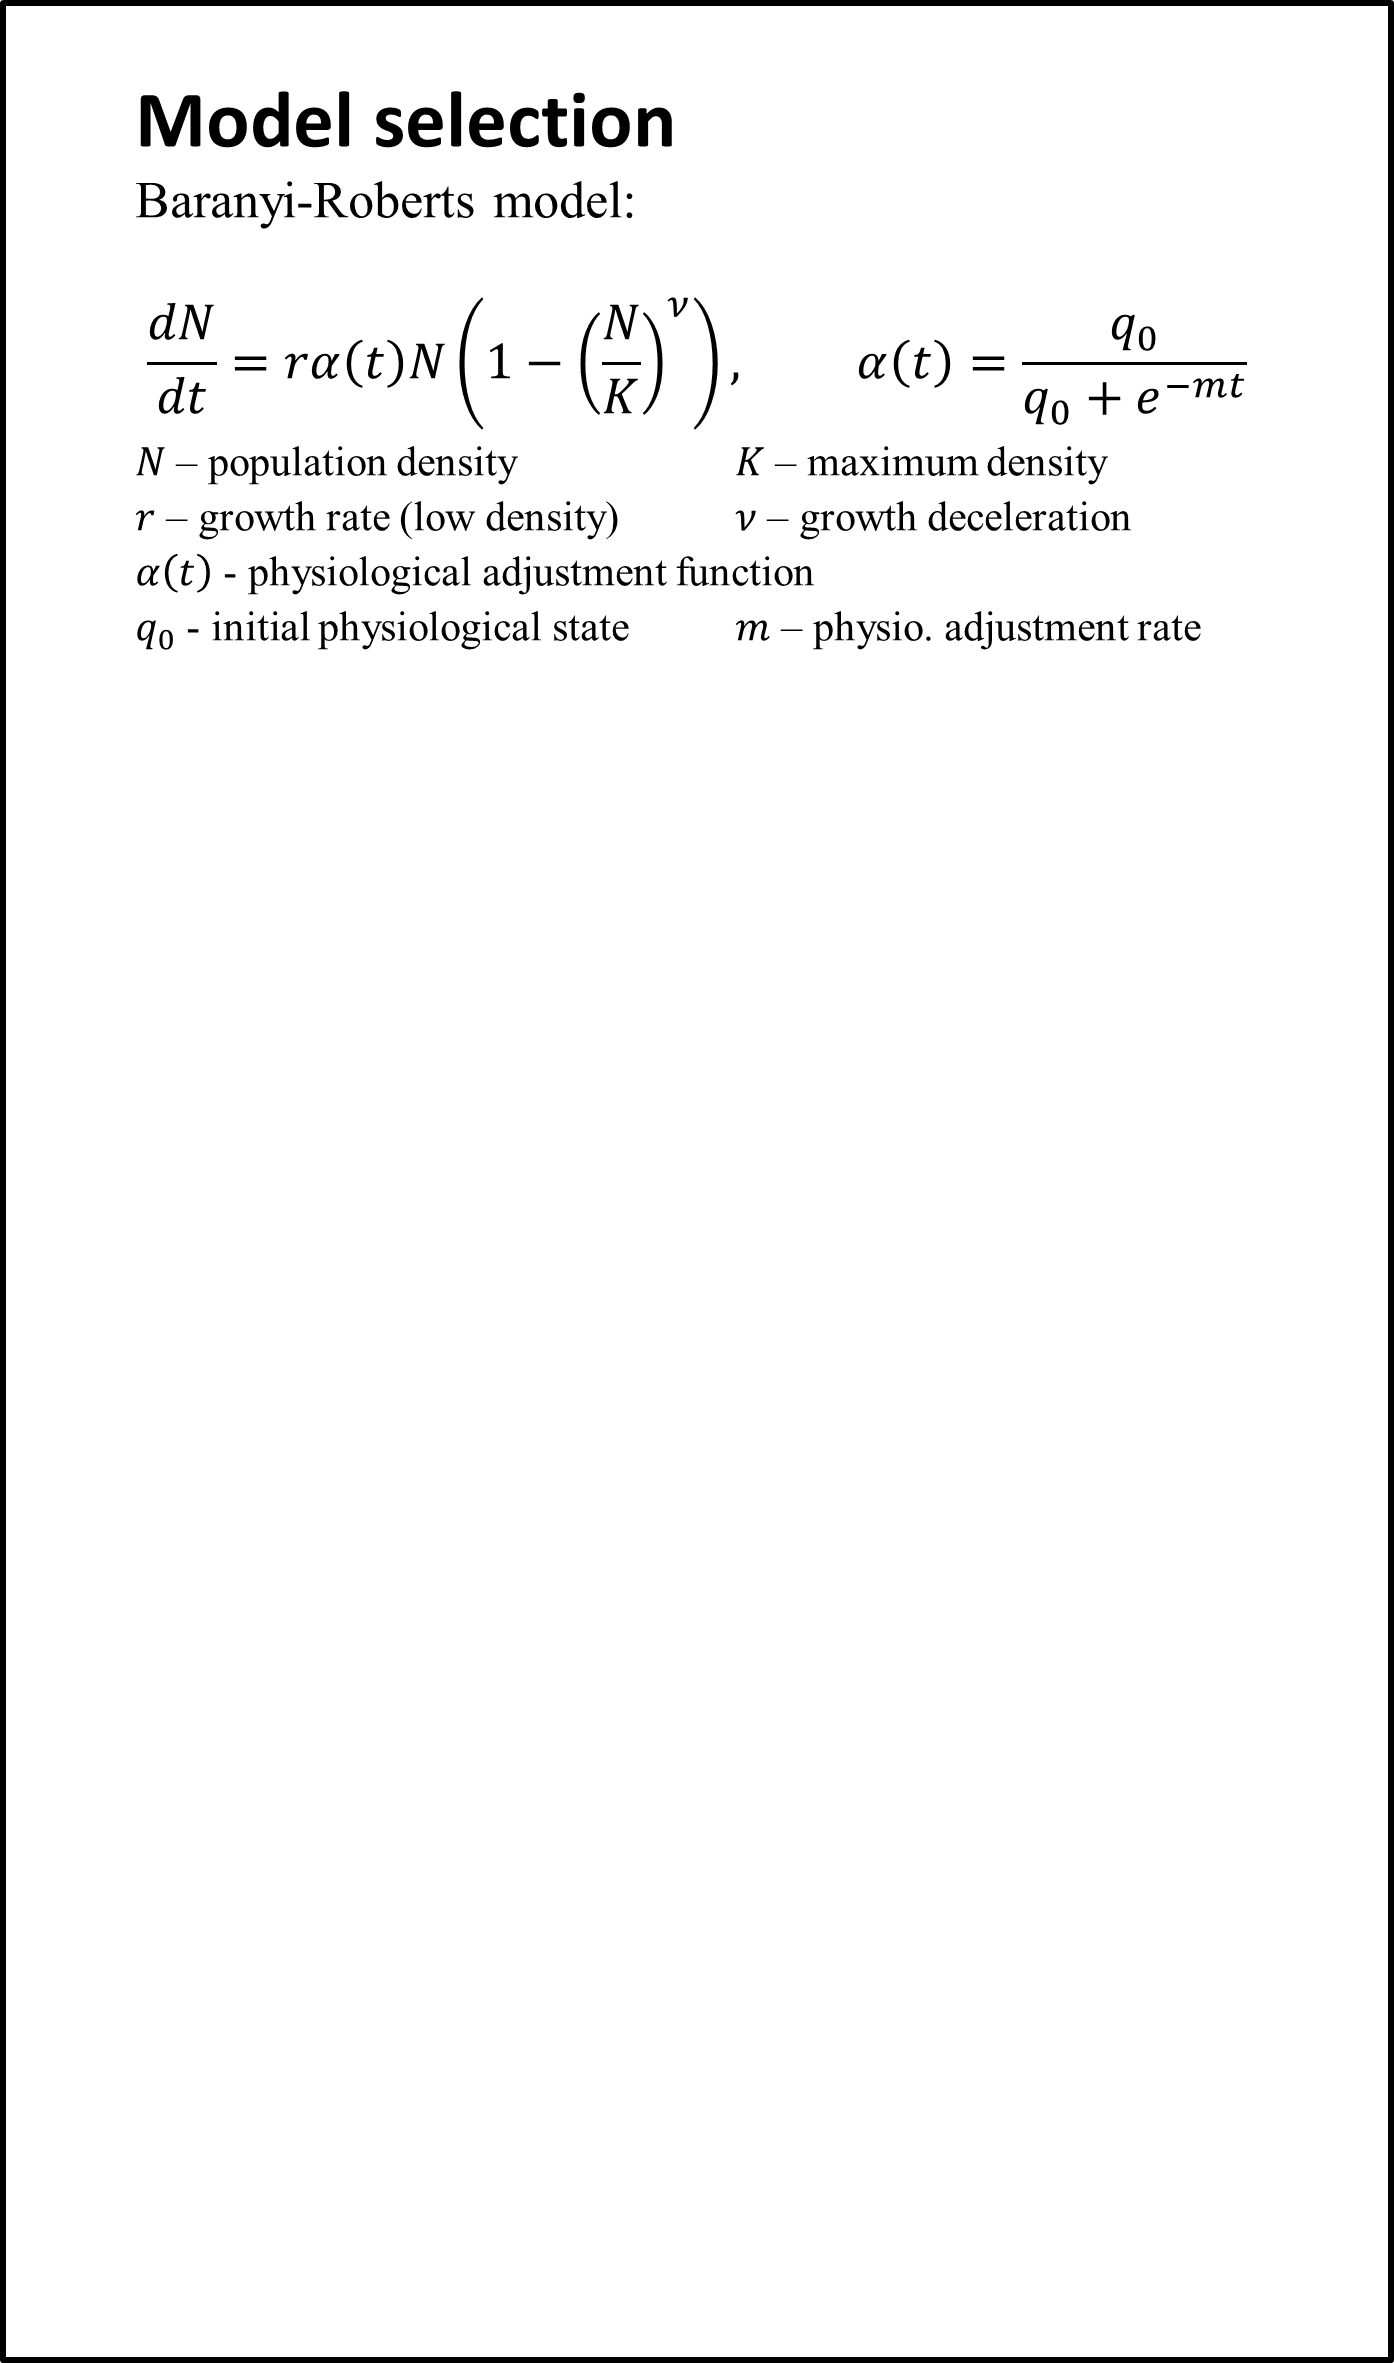 Model selection
Baranyi-Roberts model:
dN/dt = rα(t)N(1 − (N/K)^ν), α(t) = q₀/(q₀ + e^−mt)
N – population density K – maximum density
r – growth rate (low density) ν – growth deceleration
α(t) - physiological adjustment function
q₀ - initial physiological state m – physio. adjustment rate